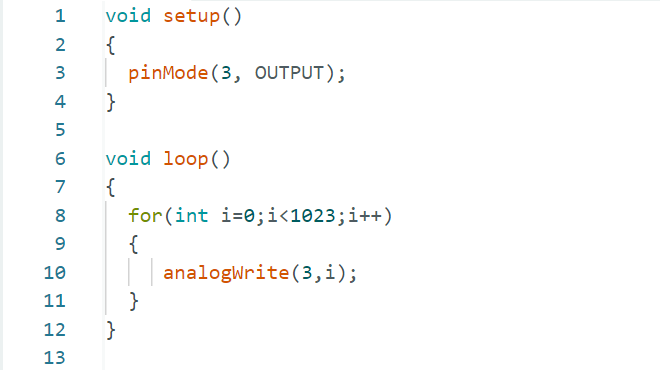 1 void setup()
2 {
3 pinMode(3, OUTPUT);
4 }
5
6 void loop()
7 {
8 for(int i=0;i<1023;i++)
9 {
10 analogWrite(3,i);
11 }
12 }
13